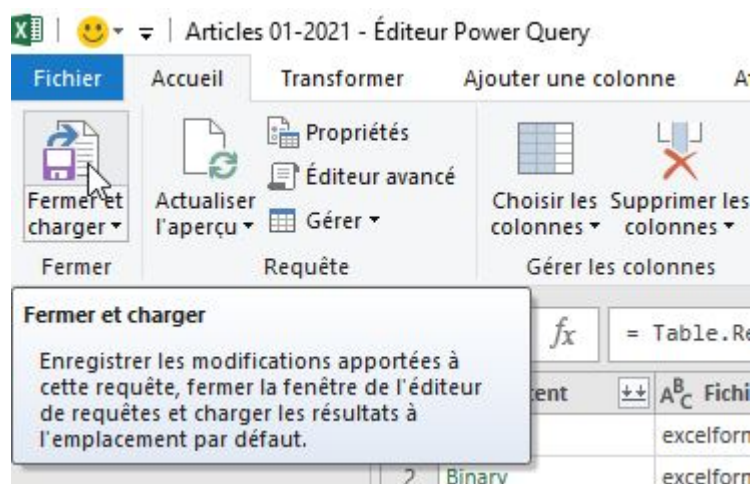 Articles 01-2021 - Éditeur Power Query
Fichier Accueil Transformer Ajouter une colonne
Propriétés
Éditeur avancé
Gérer
Fermer et
charger
Actualiser
l'aperçu
Choisir les
colonnes
Supprimer les
colonnes
Fermer Requête Gérer les colonnes
Fermer et charger
Enregistrer les modifications apportées à
cette requête, fermer la fenêtre de l'éditeur
de requêtes et charger les résultats à
l'emplacement par défaut.
fx = Table.Re
ent ABC Fichi
excelforn
2 Binary excelforn